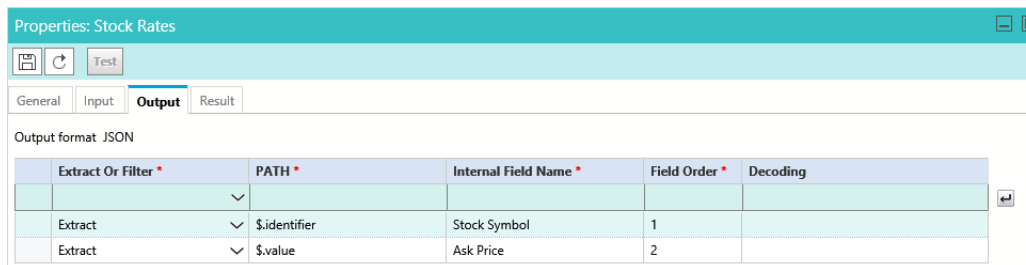 Properties: Stock Rates
Test
General Input Output Result
Output format JSON
Extract Or Filter * PATH * Internal Field Name * Field Order * Decoding
Extract $.identifier Stock Symbol 1
Extract $.value Ask Price 2